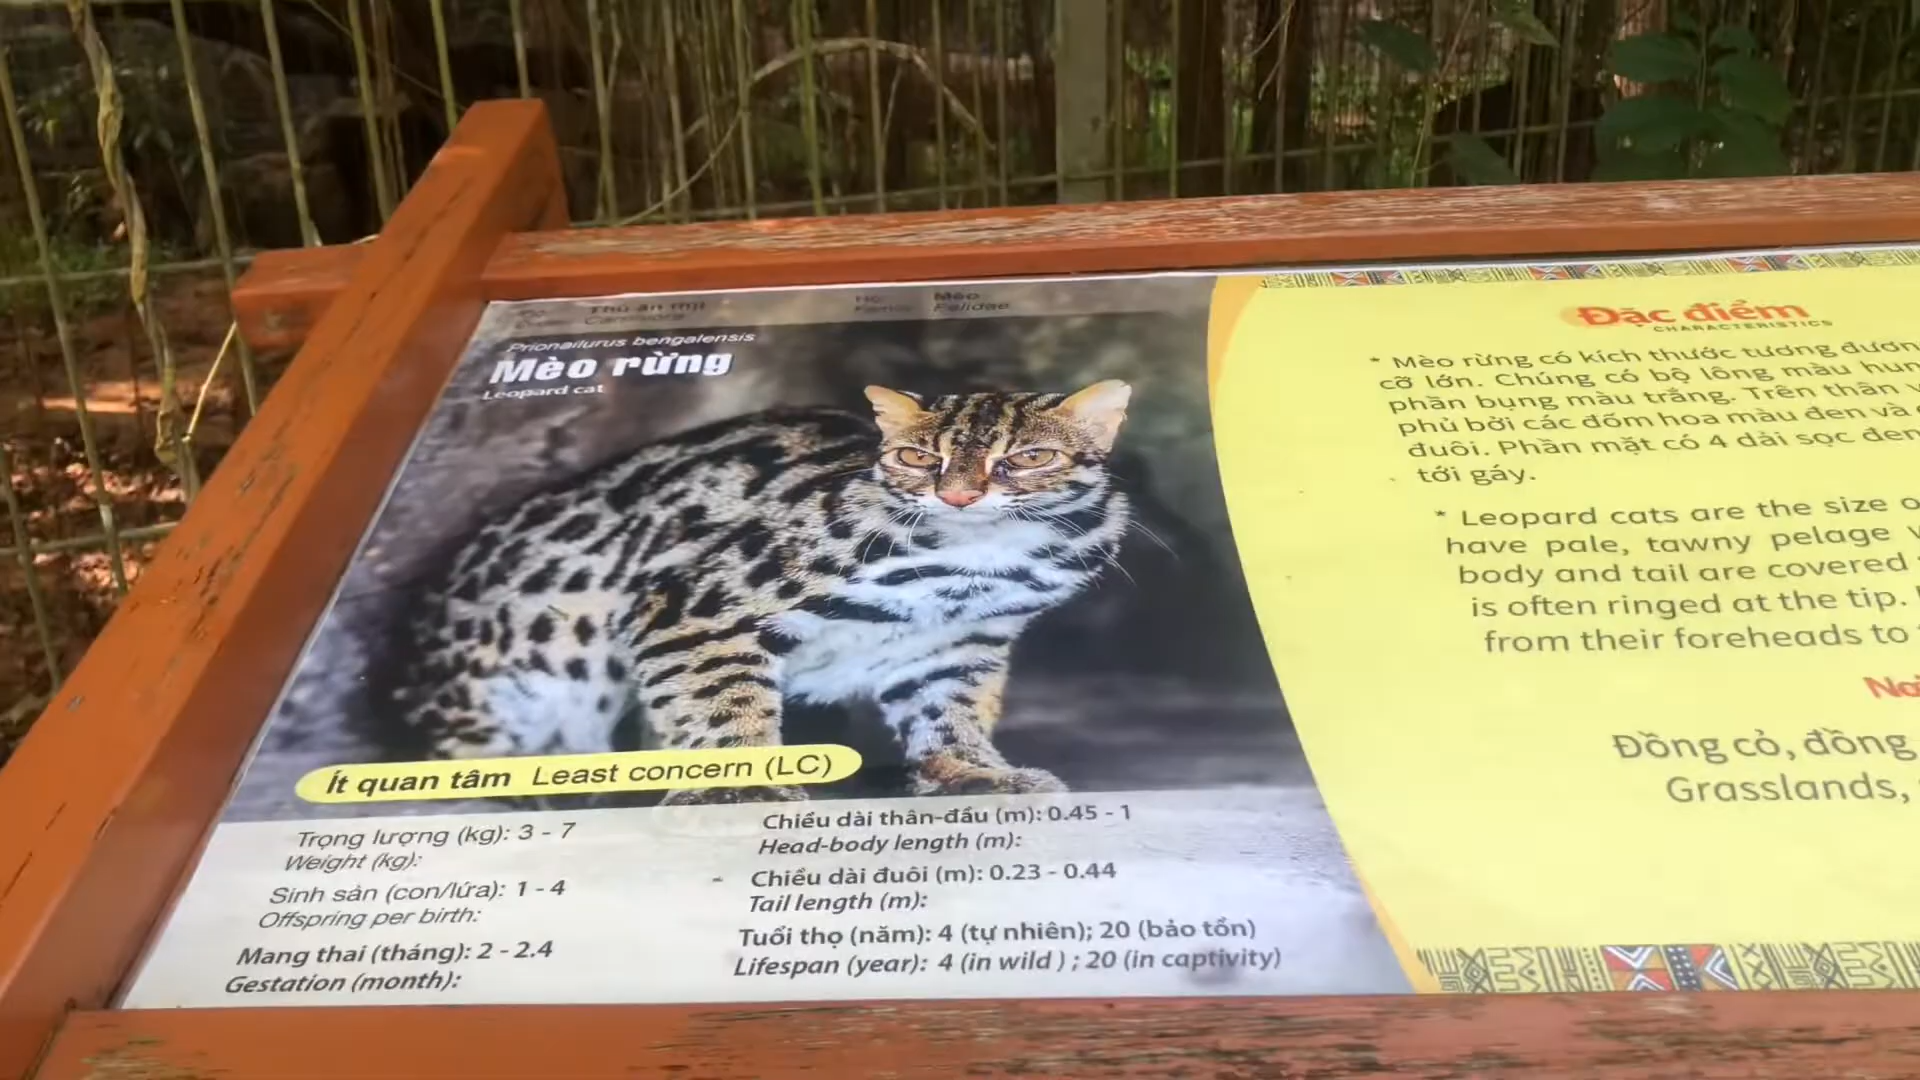 Thú ăn thịt
Carnivora
Họ: Mèo
Family: Felidae
Prionailurus bengalensis
Mèo rừng
Leopard cat
Ít quan tâm Least concern (LC)
Trọng lượng (kg): 3 - 7
Weight (kg):
Sinh sản (con/lứa): 1 - 4
Offspring per birth:
Mang thai (tháng): 2 - 2.4
Gestation (month):
Chiều dài thân-đầu (m): 0.45 - 1
Head-body length (m):
Chiều dài đuôi (m): 0.23 - 0.44
Tail length (m):
Tuổi thọ (năm): 4 (tự nhiên); 20 (bảo tồn)
Lifespan (year): 4 (in wild ) ; 20 (in captivity)
Đặc điểm
CHARACTERISTICS
* Mèo rừng có kích thước tương
cỡ lớn. Chúng có bộ lông màu
phần bụng màu trắng. Trên thân
phủ bởi các đốm hoa màu đen và
đuôi. Phần mặt có 4 dải sọc đen
tới gáy.
* Leopard cats are the size
have pale, tawny pelage
body and tail are covered
is often ringed at the tip.
from their foreheads to
Đồng cỏ, đồng
Grasslands,